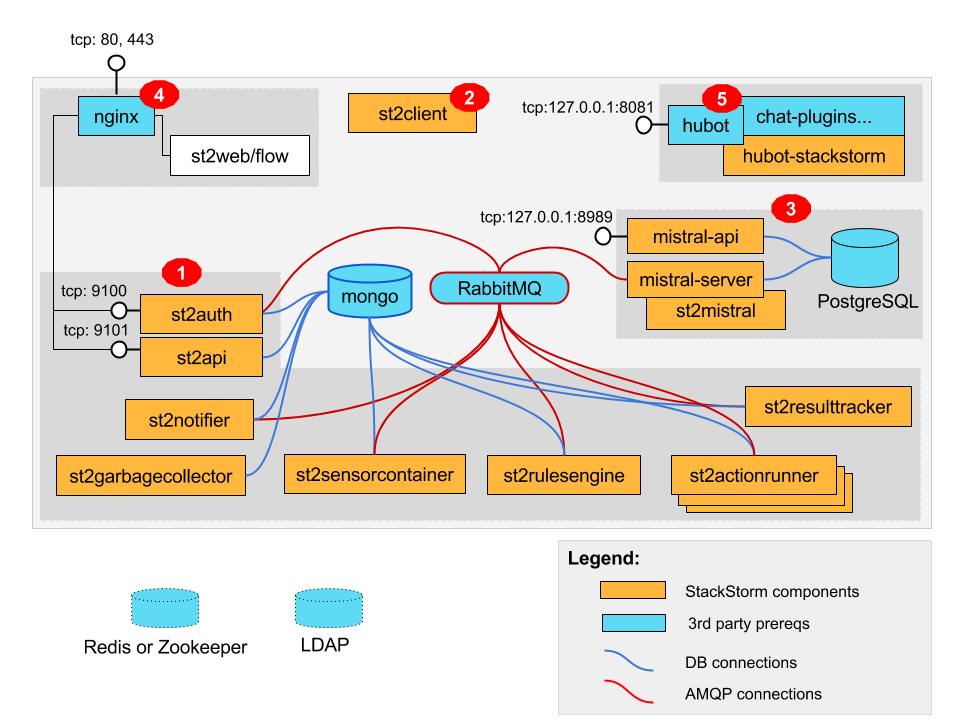 tcp: 80, 443
4
nginx
st2web/flow
2
st2client
tcp:127.0.0.1:8081
5
hubot
chat-plugins...
hubot-stackstorm
tcp:127.0.0.1:8989
3
mistral-api
mistral-server
st2mistral
PostgreSQL
1
tcp: 9100
st2auth
tcp: 9101
st2api
mongo
RabbitMQ
st2notifier
st2resulttracker
st2garbagecollector
st2sensorcontainer
st2rulesengine
st2actionrunner
Redis or Zookeeper
LDAP
Legend:
StackStorm components
3rd party prereqs
DB connections
AMQP connections